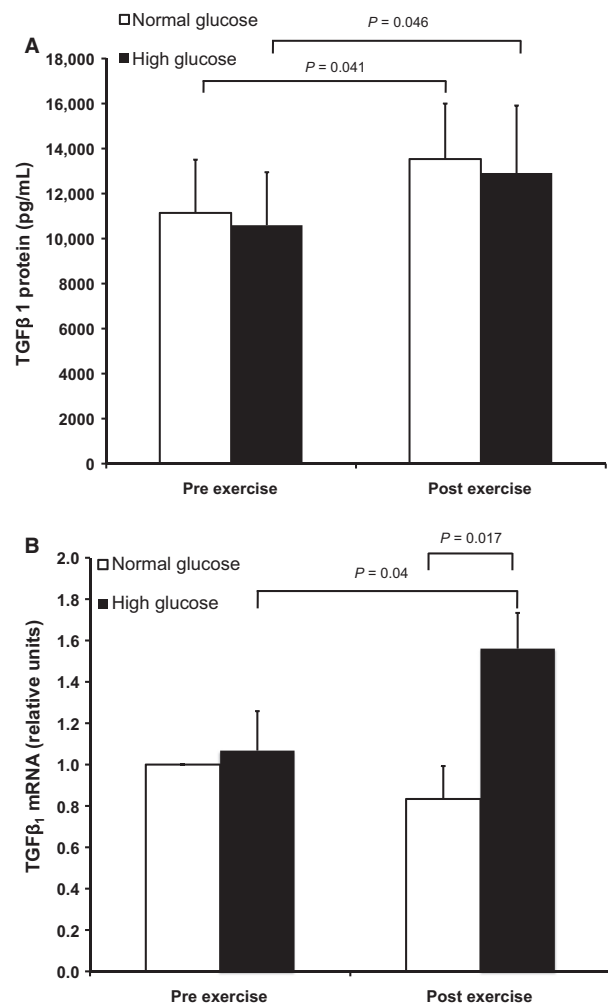 Normal glucose
High glucose
A
P = 0.046
P = 0.041
18,000
16,000
14,000
12,000
10,000
8000
6000
4000
2000
0
TGFβ 1 protein (pg/mL)
Pre exercise Post exercise
B
Normal glucose
High glucose
P = 0.017
P = 0.04
2.0
1.8
1.6
1.4
1.2
1.0
0.8
0.6
0.4
0.2
0.0
TGFβ₁ mRNA (relative units)
Pre exercise Post exercise